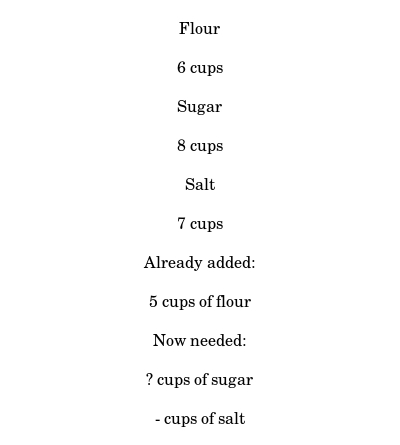 Flour
6 cups
Sugar
8 cups
Salt
7 cups
Already added:
5 cups of flour
Now needed:
? cups of sugar
- cups of salt